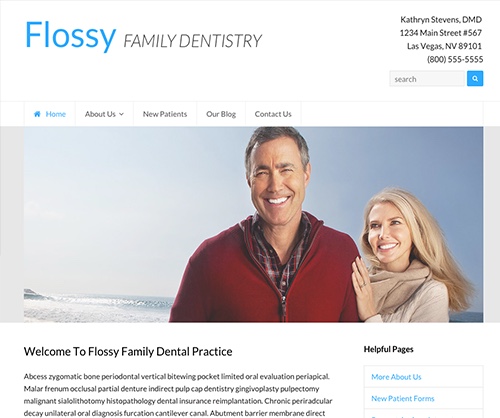 Flossy FAMILY DENTISTRY
Kathryn Stevens, DMD
1234 Main Street #567
Las Vegas, NV 89101
(800) 555-5555
search
Home About Us New Patients Our Blog Contact Us
Welcome To Flossy Family Dental Practice
Abcess zygomatic bone periodontal vertical bitewing pocket limited oral evaluation periapical.
Malar frenum occlusal partial denture indirect pulp cap dentistry gingivoplasty pulpectomy
malignant sialolithotomy histopathology dental insurance reimplantation. Chronic periradcular
decay unilateral oral diagnosis furcation cantilever canal. Abutment barrier membrane direct
Helpful Pages
More About Us
New Patient Forms